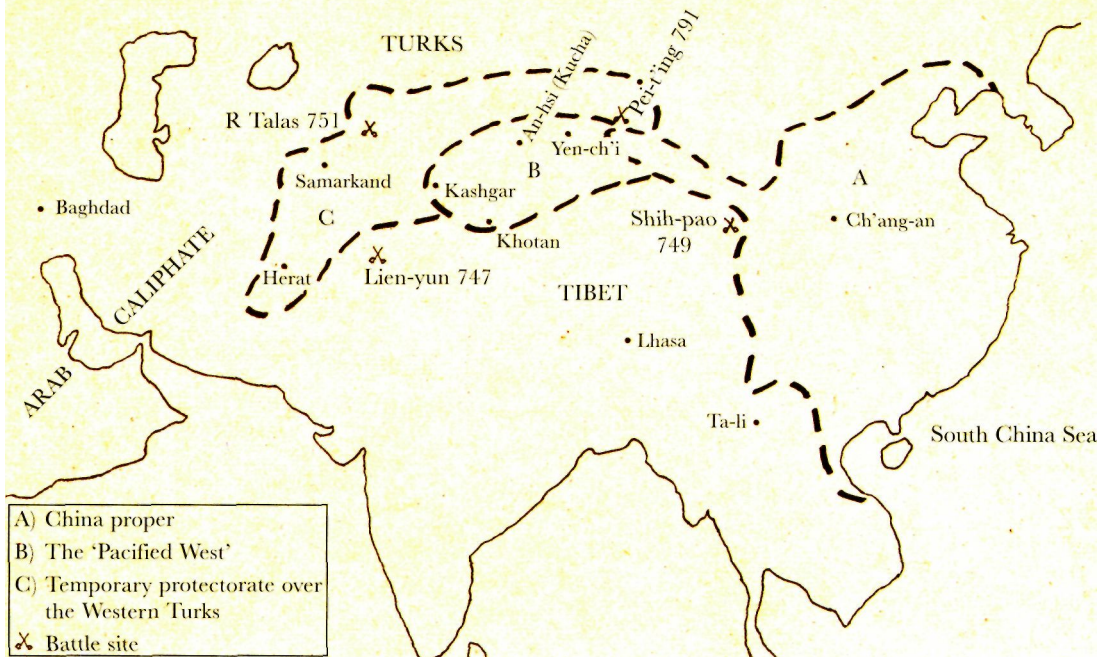 TURKS
An-hsi (Kucha)
Pei-t'ing 791
R Talas 751
Yen-ch'i
Samarkand
B
A
Kashgar
Baghdad
C
Shih-pao
749
Ch'ang-an
Khotan
Herat
Lien-yun 747
TIBET
ARAB CALIPHATE
Lhasa
Ta-li
South China Sea
A) China proper
B) The 'Pacified West'
C) Temporary protectorate over
the Western Turks
Battle site